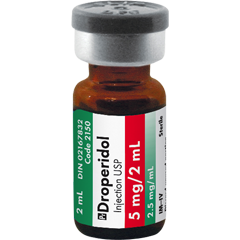 2 mL DIN 02167832
Code 2150
Droperidol
Injection USP
5 mg/2 mL
2.5 mg/mL
IM-IV
Sterile